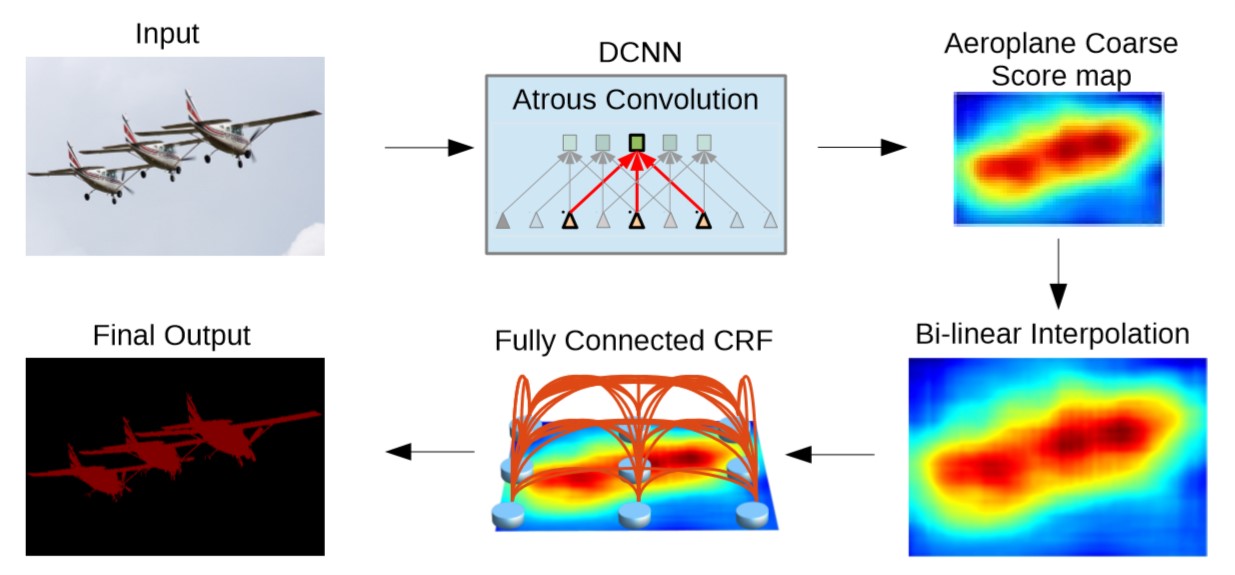 Input
DCNN
Atrous Convolution
Aeroplane Coarse
Score map
Final Output
Fully Connected CRF
Bi-linear Interpolation